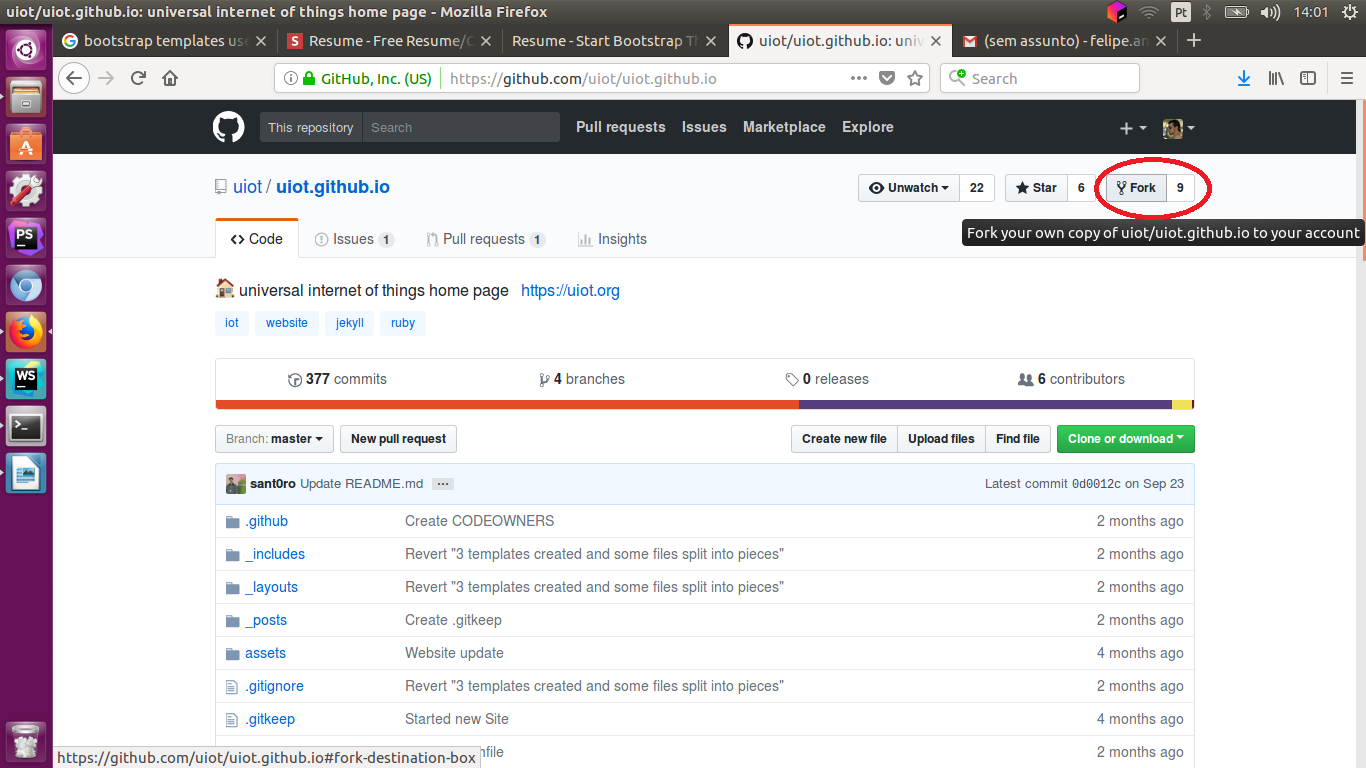 uiot/uiot.github.io: universal internet of things home page - Mozilla Firefox
Pt
14:01
bootstrap templates use
Resume - Free Resume/C
Resume – Start Bootstrap Th
uiot/uiot.github.io: univ
(sem assunto) - felipe.ar
GitHub, Inc. (US)
https://github.com/uiot/uiot.github.io
Search
This repository
Search
Pull requests
Issues
Marketplace
Explore
uiot / uiot.github.io
Unwatch
22
Star
6
Fork
9
Fork your own copy of uiot/uiot.github.io to your account
Code
Issues 1
Pull requests 1
Insights
universal internet of things home page https://uiot.org
iot
website
jekyll
ruby
377 commits
4 branches
0 releases
6 contributors
Branch: master
New pull request
Create new file
Upload files
Find file
Clone or download
sant0ro Update README.md ...
Latest commit 0d0012c on Sep 23
.github Create CODEOWNERS 2 months ago
_includes Revert "3 templates created and some files split into pieces" 2 months ago
_layouts Revert "3 templates created and some files split into pieces" 2 months ago
_posts Create .gitkeep 2 months ago
assets Website update 4 months ago
.gitignore Revert "3 templates created and some files split into pieces" 2 months ago
.gitkeep Started new Site 4 months ago
2 months ago
https://github.com/uiot/uiot.github.io#fork-destination-box
PS
WS